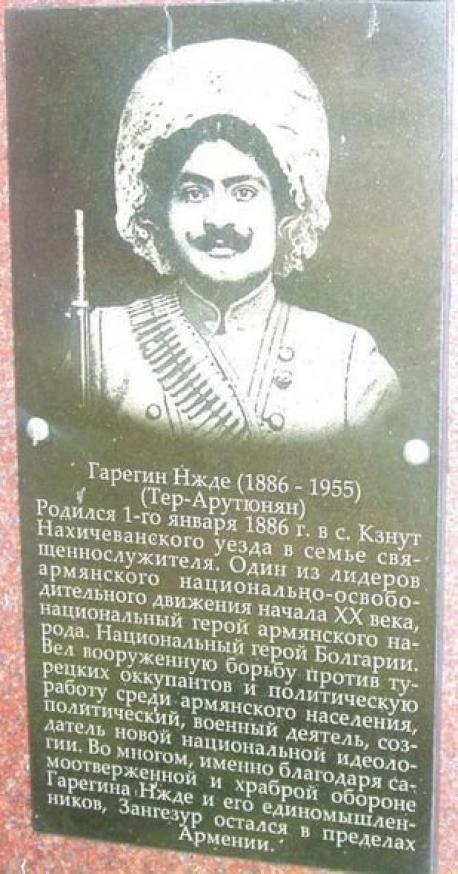 Гарегин Нжде (1886 - 1955)
(Тер-Арутюнян)
Родился 1-го января 1886 г. в с. Кзнут
Нахичеванского уезда в семье свя-
щеннослужителя. Один из лидеров
армянского национально-освобо-
дительного движения начала XX века,
национальный герой армянского на-
рода. Национальный герой Болгарии.
Вел вооруженную борьбу против ту-
рецких оккупантов и политическую
работу среди армянского населения,
политический, военный деятель, соз-
датель новой национальной идеоло-
гии. Во многом, именно благодаря са-
моотверженной и храброй обороне
Гарегина Нжде и его единомышлен-
ников, Зангезур остался в пределах
Армении.